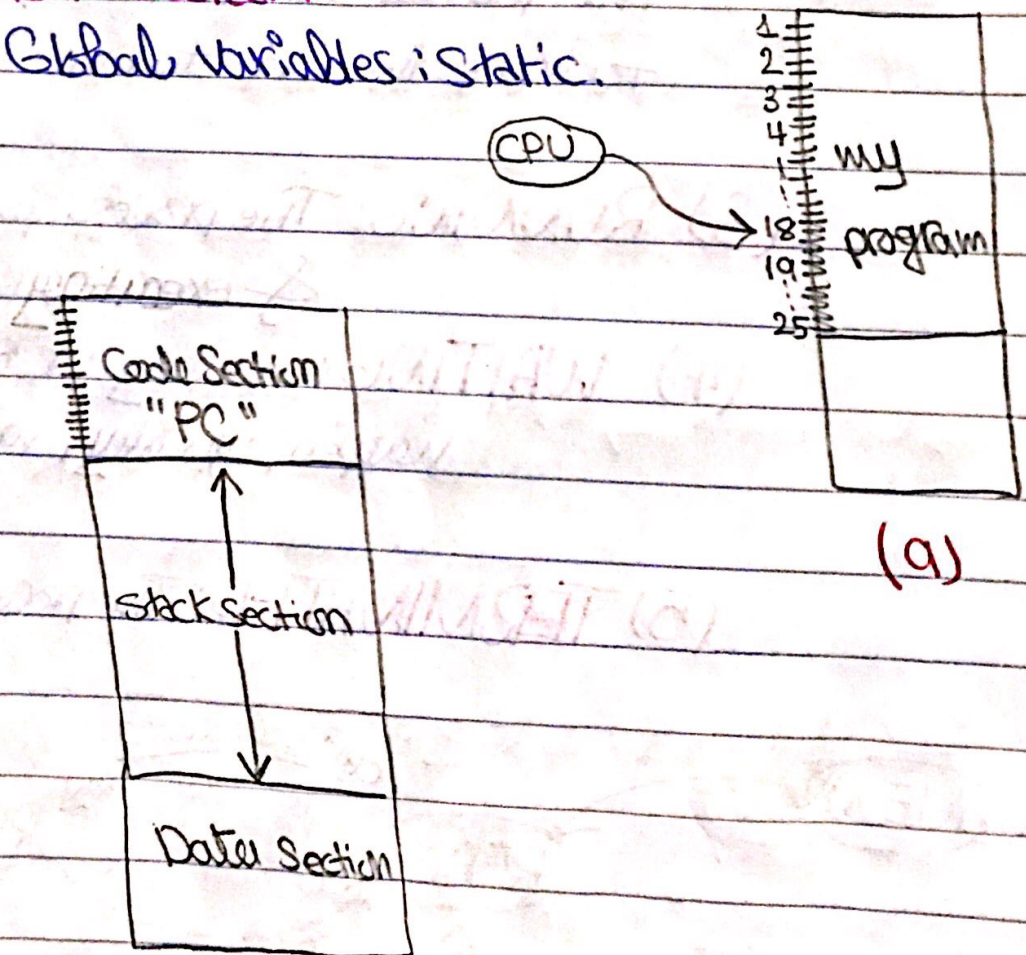 Global variables : Static.
1
2
3
4
CPU
my
18
program
19
25
(a)
Code Section
"PC"
Stack Section
Data Section